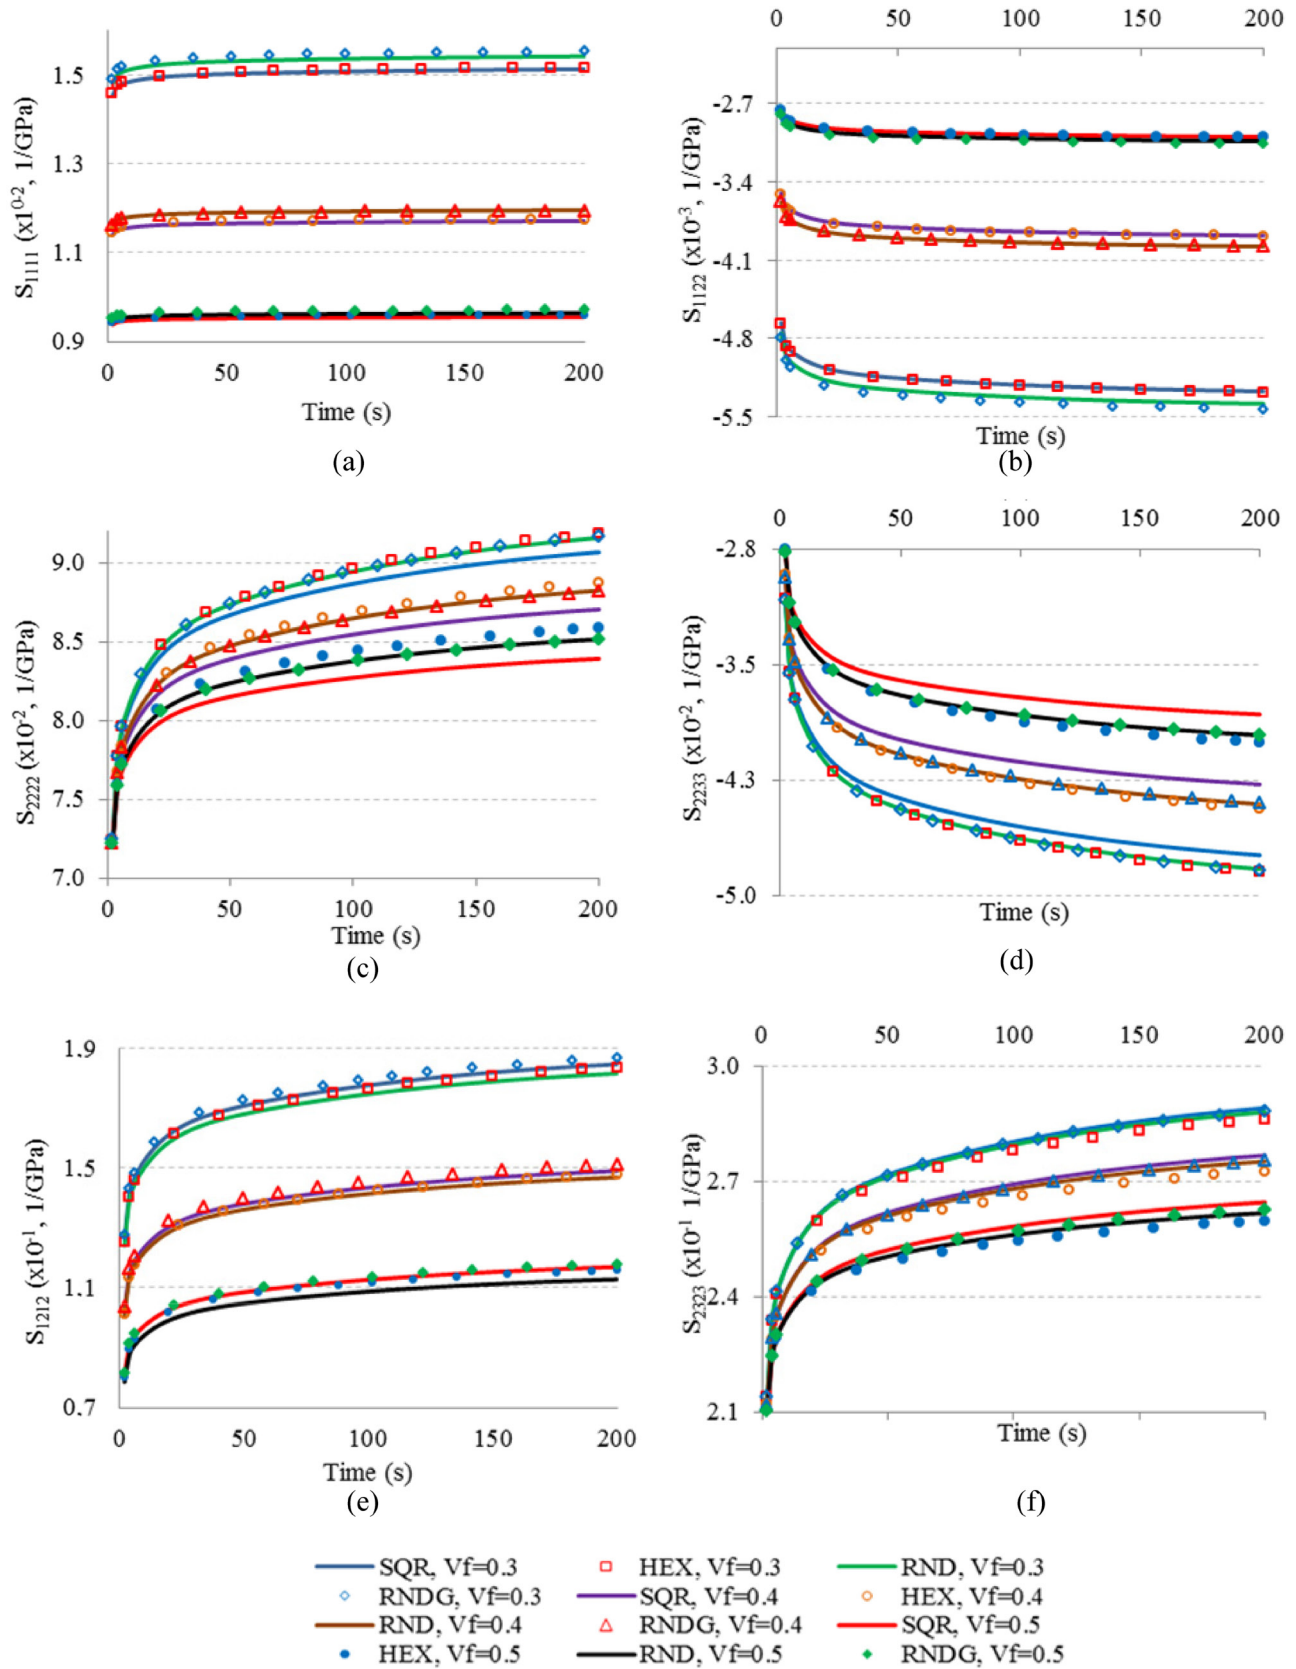 1.5
1.3
1.1
0.9
S1111 (x10-2, 1/GPa)
0 50 100 150 200
Time (s)
(a)
0 50 100 150 200
-2.7
-3.4
-4.1
-4.8
-5.5
S1122 (x10-3, 1/GPa)
Time (s)
(b)
9.0
8.5
8.0
7.5
7.0
S2222 (x10-2, 1/GPa)
0 50 100 150 200
Time (s)
(c)
0 50 100 150 200
-2.8
-3.5
-4.3
-5.0
S2233 (x10-2, 1/GPa)
Time (s)
(d)
1.9
1.5
1.1
0.7
S1212 (x10-1, 1/GPa)
0 50 100 150 200
Time (s)
(e)
0 50 100 150 200
3.0
2.7
2.4
2.1
S2323 (x10-1 1/GPa)
Time (s)
(f)
SQR, Vf=0.3 HEX, Vf=0.3 RND, Vf=0.3
RNDG, Vf=0.3 SQR, Vf=0.4 HEX, Vf=0.4
RND, Vf=0.4 RNDG, Vf=0.4 SQR, Vf=0.5
HEX, Vf=0.5 RND, Vf=0.5 RNDG, Vf=0.5